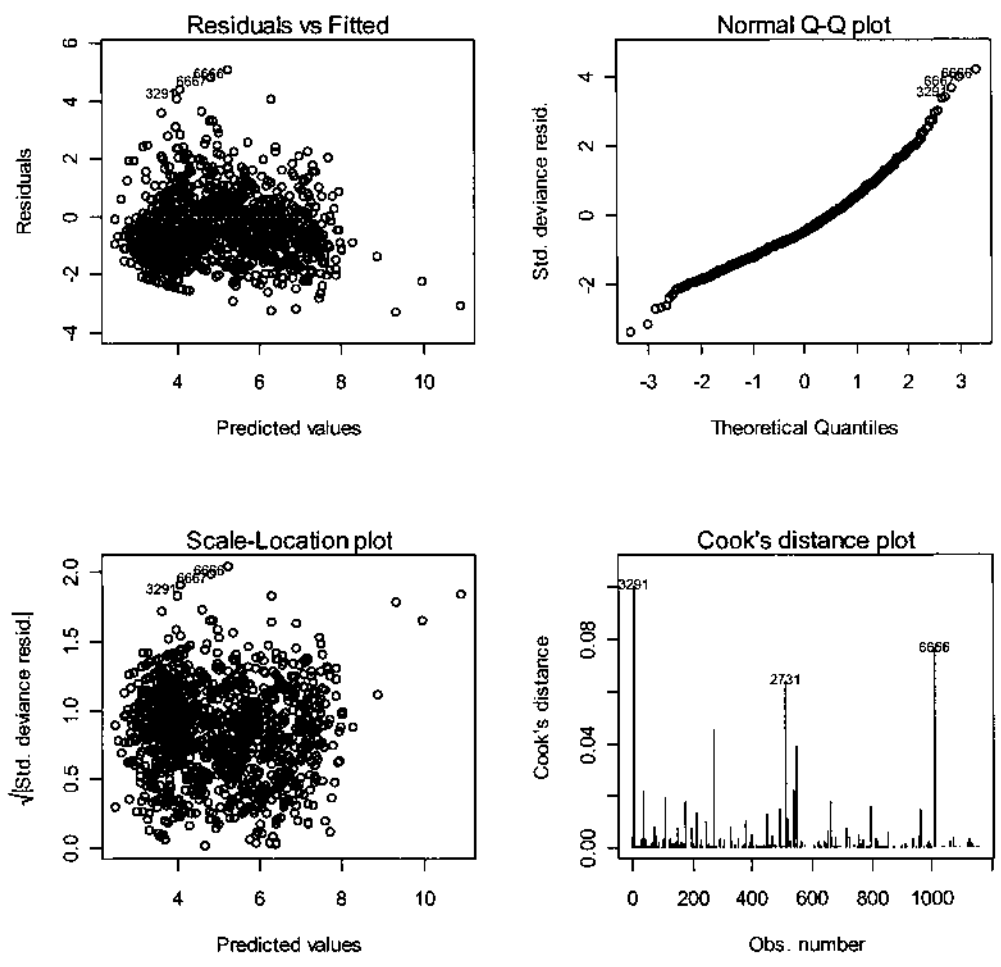 Residuals vs Fitted
6
4
2
0
-2
-4
Residuals
6666
6667
3291
4 6 8 10
Predicted values
Normal Q-Q plot
4
2
0
-2
Std. deviance resid.
6666
6667
3291
-3 -2 -1 0 1 2 3
Theoretical Quantiles
Scale-Location plot
2.0
1.5
1.0
0.5
0.0
√|Std. deviance resid.|
6666
6667
3291
4 6 8 10
Predicted values
Cook's distance plot
0.08
0.04
0.00
Cook's distance
3291
2731
6666
0 200 400 600 800 1000
Obs. number